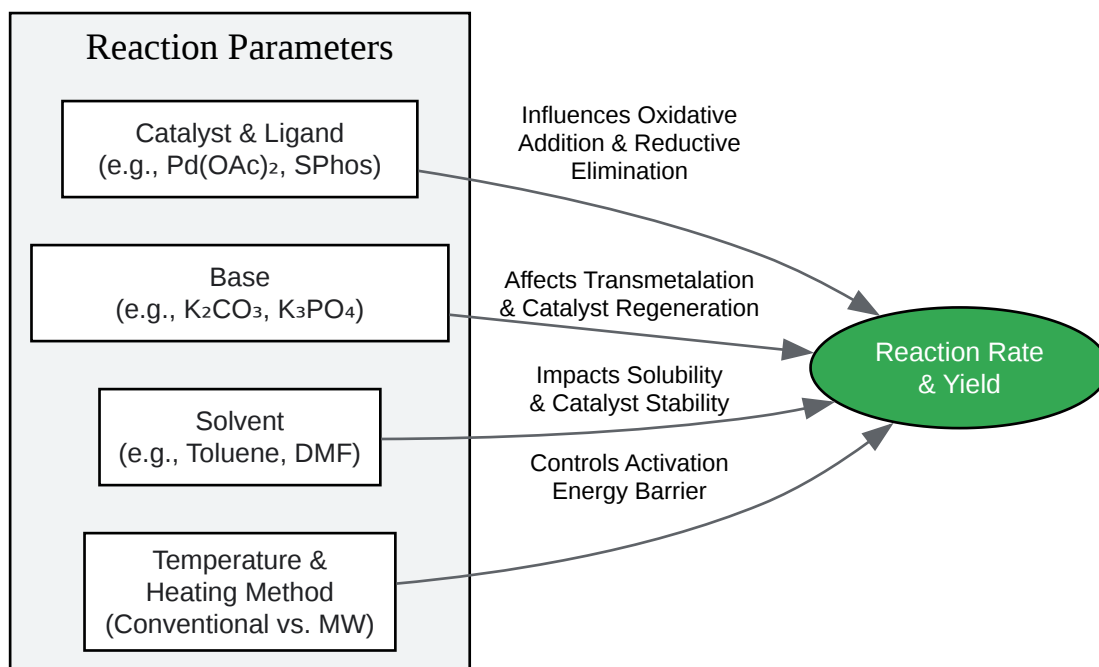 Reaction Parameters
Catalyst & Ligand
(e.g., Pd(OAc)₂, SPhos)
Influences Oxidative
Addition & Reductive
Elimination
Base
(e.g., K₂CO₃, K₃PO₄)
Affects Transmetalation
& Catalyst Regeneration
Solvent
(e.g., Toluene, DMF)
Impacts Solubility
& Catalyst Stability
Temperature &
Heating Method
(Conventional vs. MW)
Controls Activation
Energy Barrier
Reaction Rate
& Yield